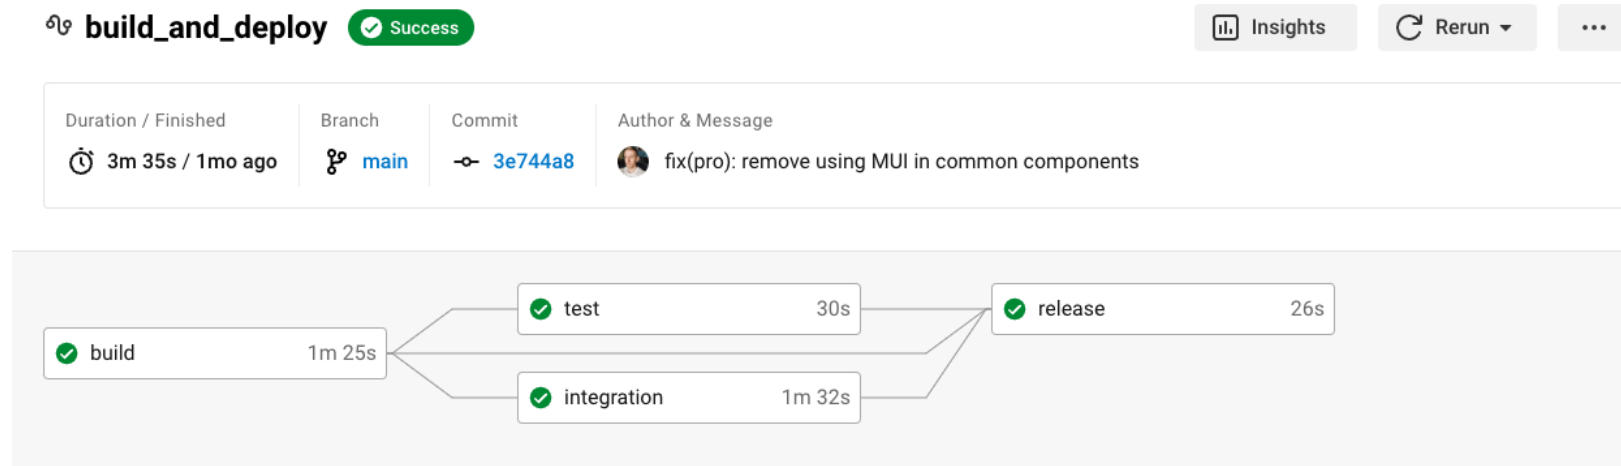 build_and_deploy Success Insights Rerun
Duration / Finished Branch Commit Author & Message
3m 35s / 1mo ago main 3e744a8 fix(pro): remove using MUI in common components
test 30s release 26s
build 1m 25s
integration 1m 32s